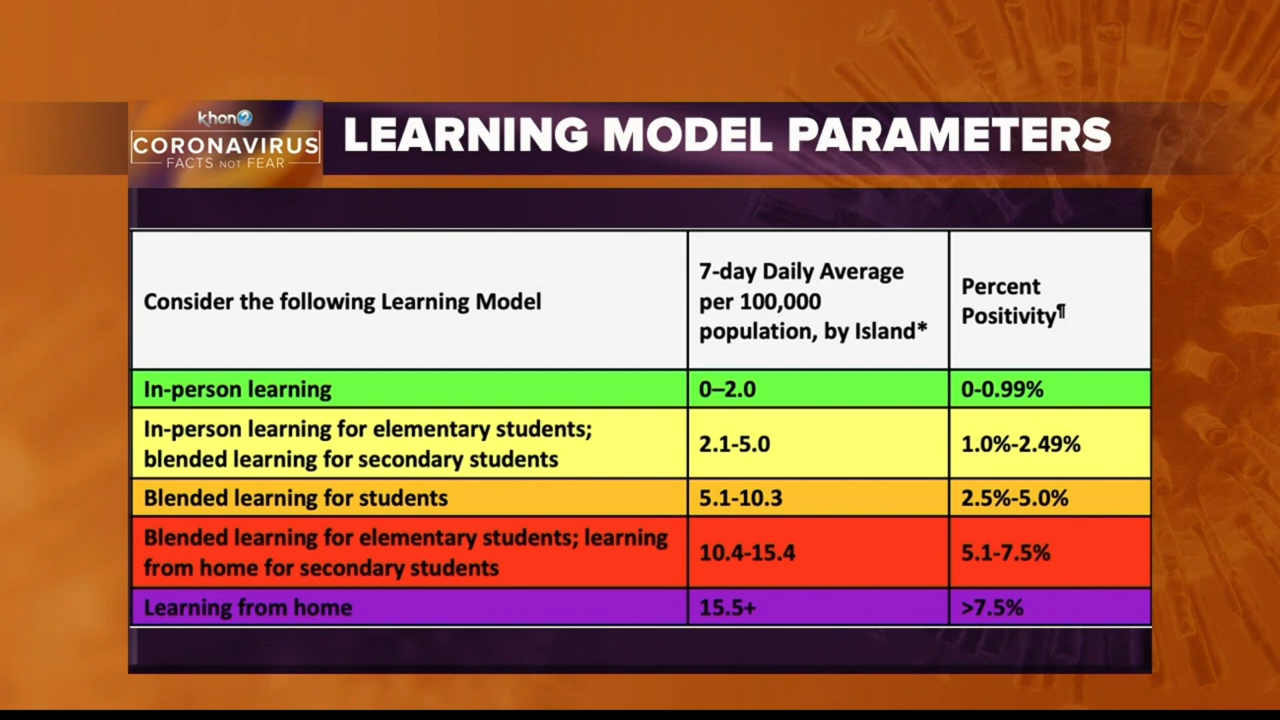 khon2
CORONAVIRUS
FACTS NOT FEAR
LEARNING MODEL PARAMETERS
Consider the following Learning Model
7-day Daily Average
per 100,000
population, by Island*
Percent
Positivity¶
In-person learning
0–2.0
0-0.99%
In-person learning for elementary students;
blended learning for secondary students
2.1-5.0
1.0%-2.49%
Blended learning for students
5.1-10.3
2.5%-5.0%
Blended learning for elementary students; learning
from home for secondary students
10.4-15.4
5.1-7.5%
Learning from home
15.5+
>7.5%